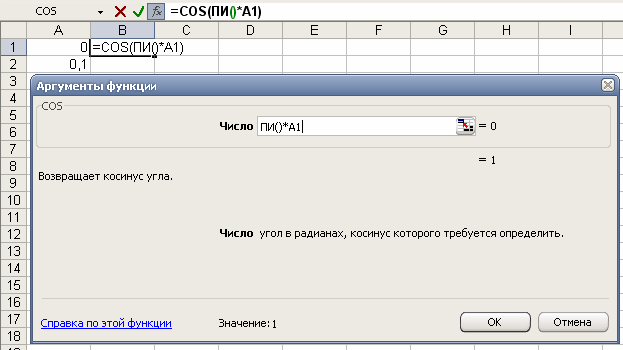 COS =COS(ПИ()*A1)
A B C D E F G H I
1 0 =COS(ПИ()*A1)
2 0,1
3 Аргументы функции
4
5 COS
6 Число ПИ()*A1 = 0
7
8 = 1
9 Возвращает косинус угла.
10
11
12 Число угол в радианах, косинус которого требуется определить.
13
14
15
16
17 Справка по этой функции Значение:1 OK Отмена
18